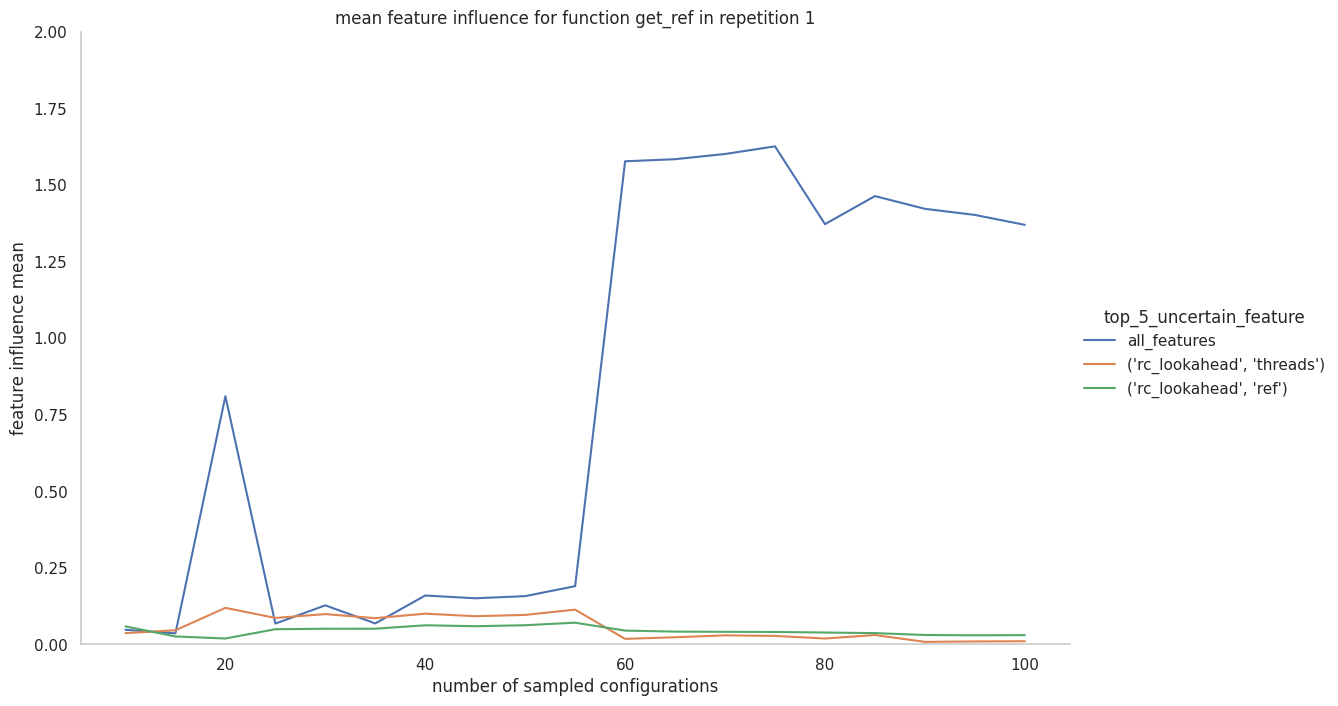 mean feature influence for function get_ref in repetition 1
2.00
1.75
1.50
1.25
1.00
0.75
0.50
0.25
0.00
feature influence mean
20
40
60
80
100
number of sampled configurations
top_5_uncertain_feature
all_features
('rc_lookahead', 'threads')
('rc_lookahead', 'ref')